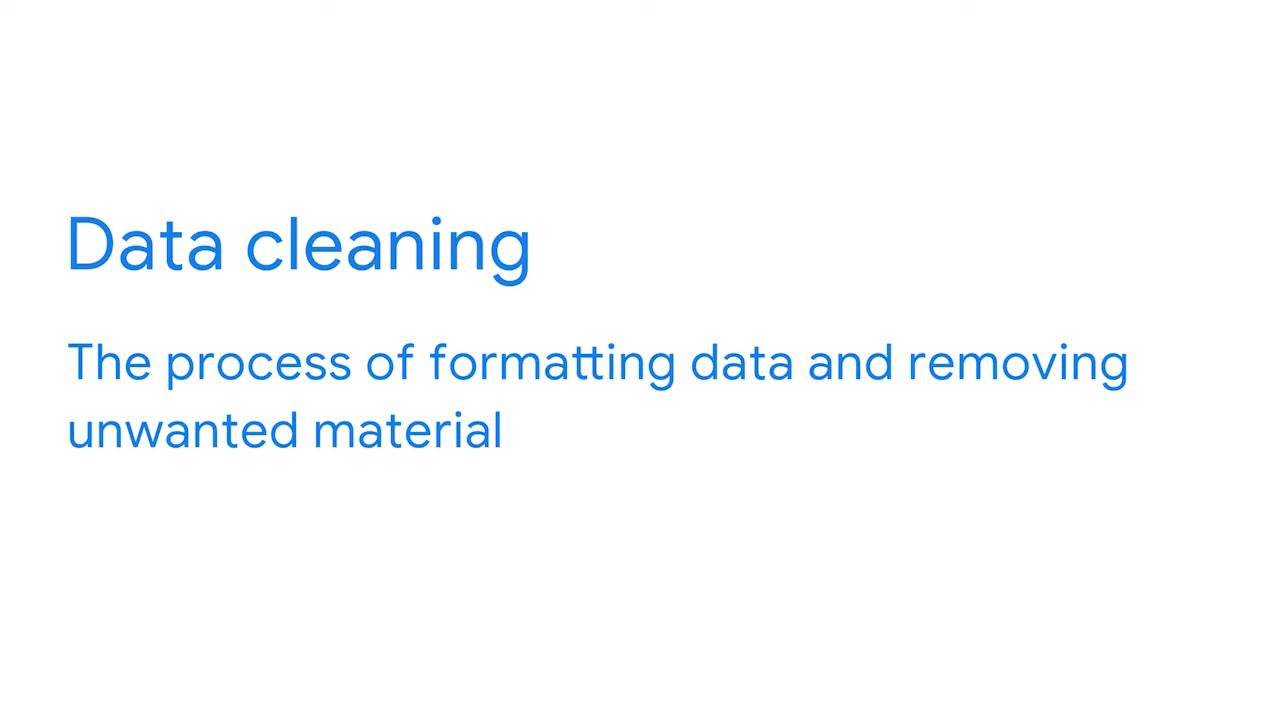 Data cleaning
The process of formatting data and removing
unwanted material